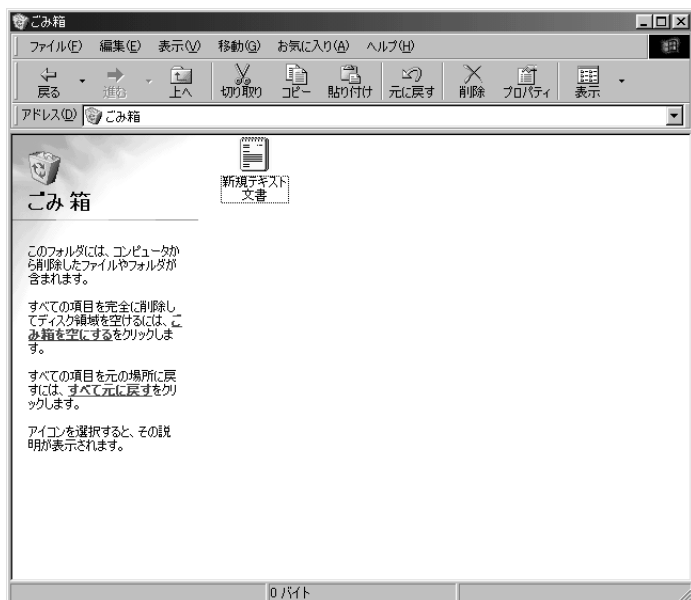 ごみ箱
ファイル(F) 編集(E) 表示(V) 移動(G) お気に入り(A) ヘルプ(H)
戻る 進む 上へ 切り取り コピー 貼り付け 元に戻す 削除 プロパティ 表示
アドレス(D) ごみ箱
ごみ箱
このフォルダには、コンピュータか
ら削除したファイルやフォルダが
含まれます。
すべての項目を完全に削除し
てディスク領域を空けるには、ご
み箱を空にするをクリックしま
す。
すべての項目を元の場所に戻
すには、すべて元に戻すをクリ
ックします。
アイコンを選択すると、その説
明が表示されます。
新規テキスト
文書
0 バイト